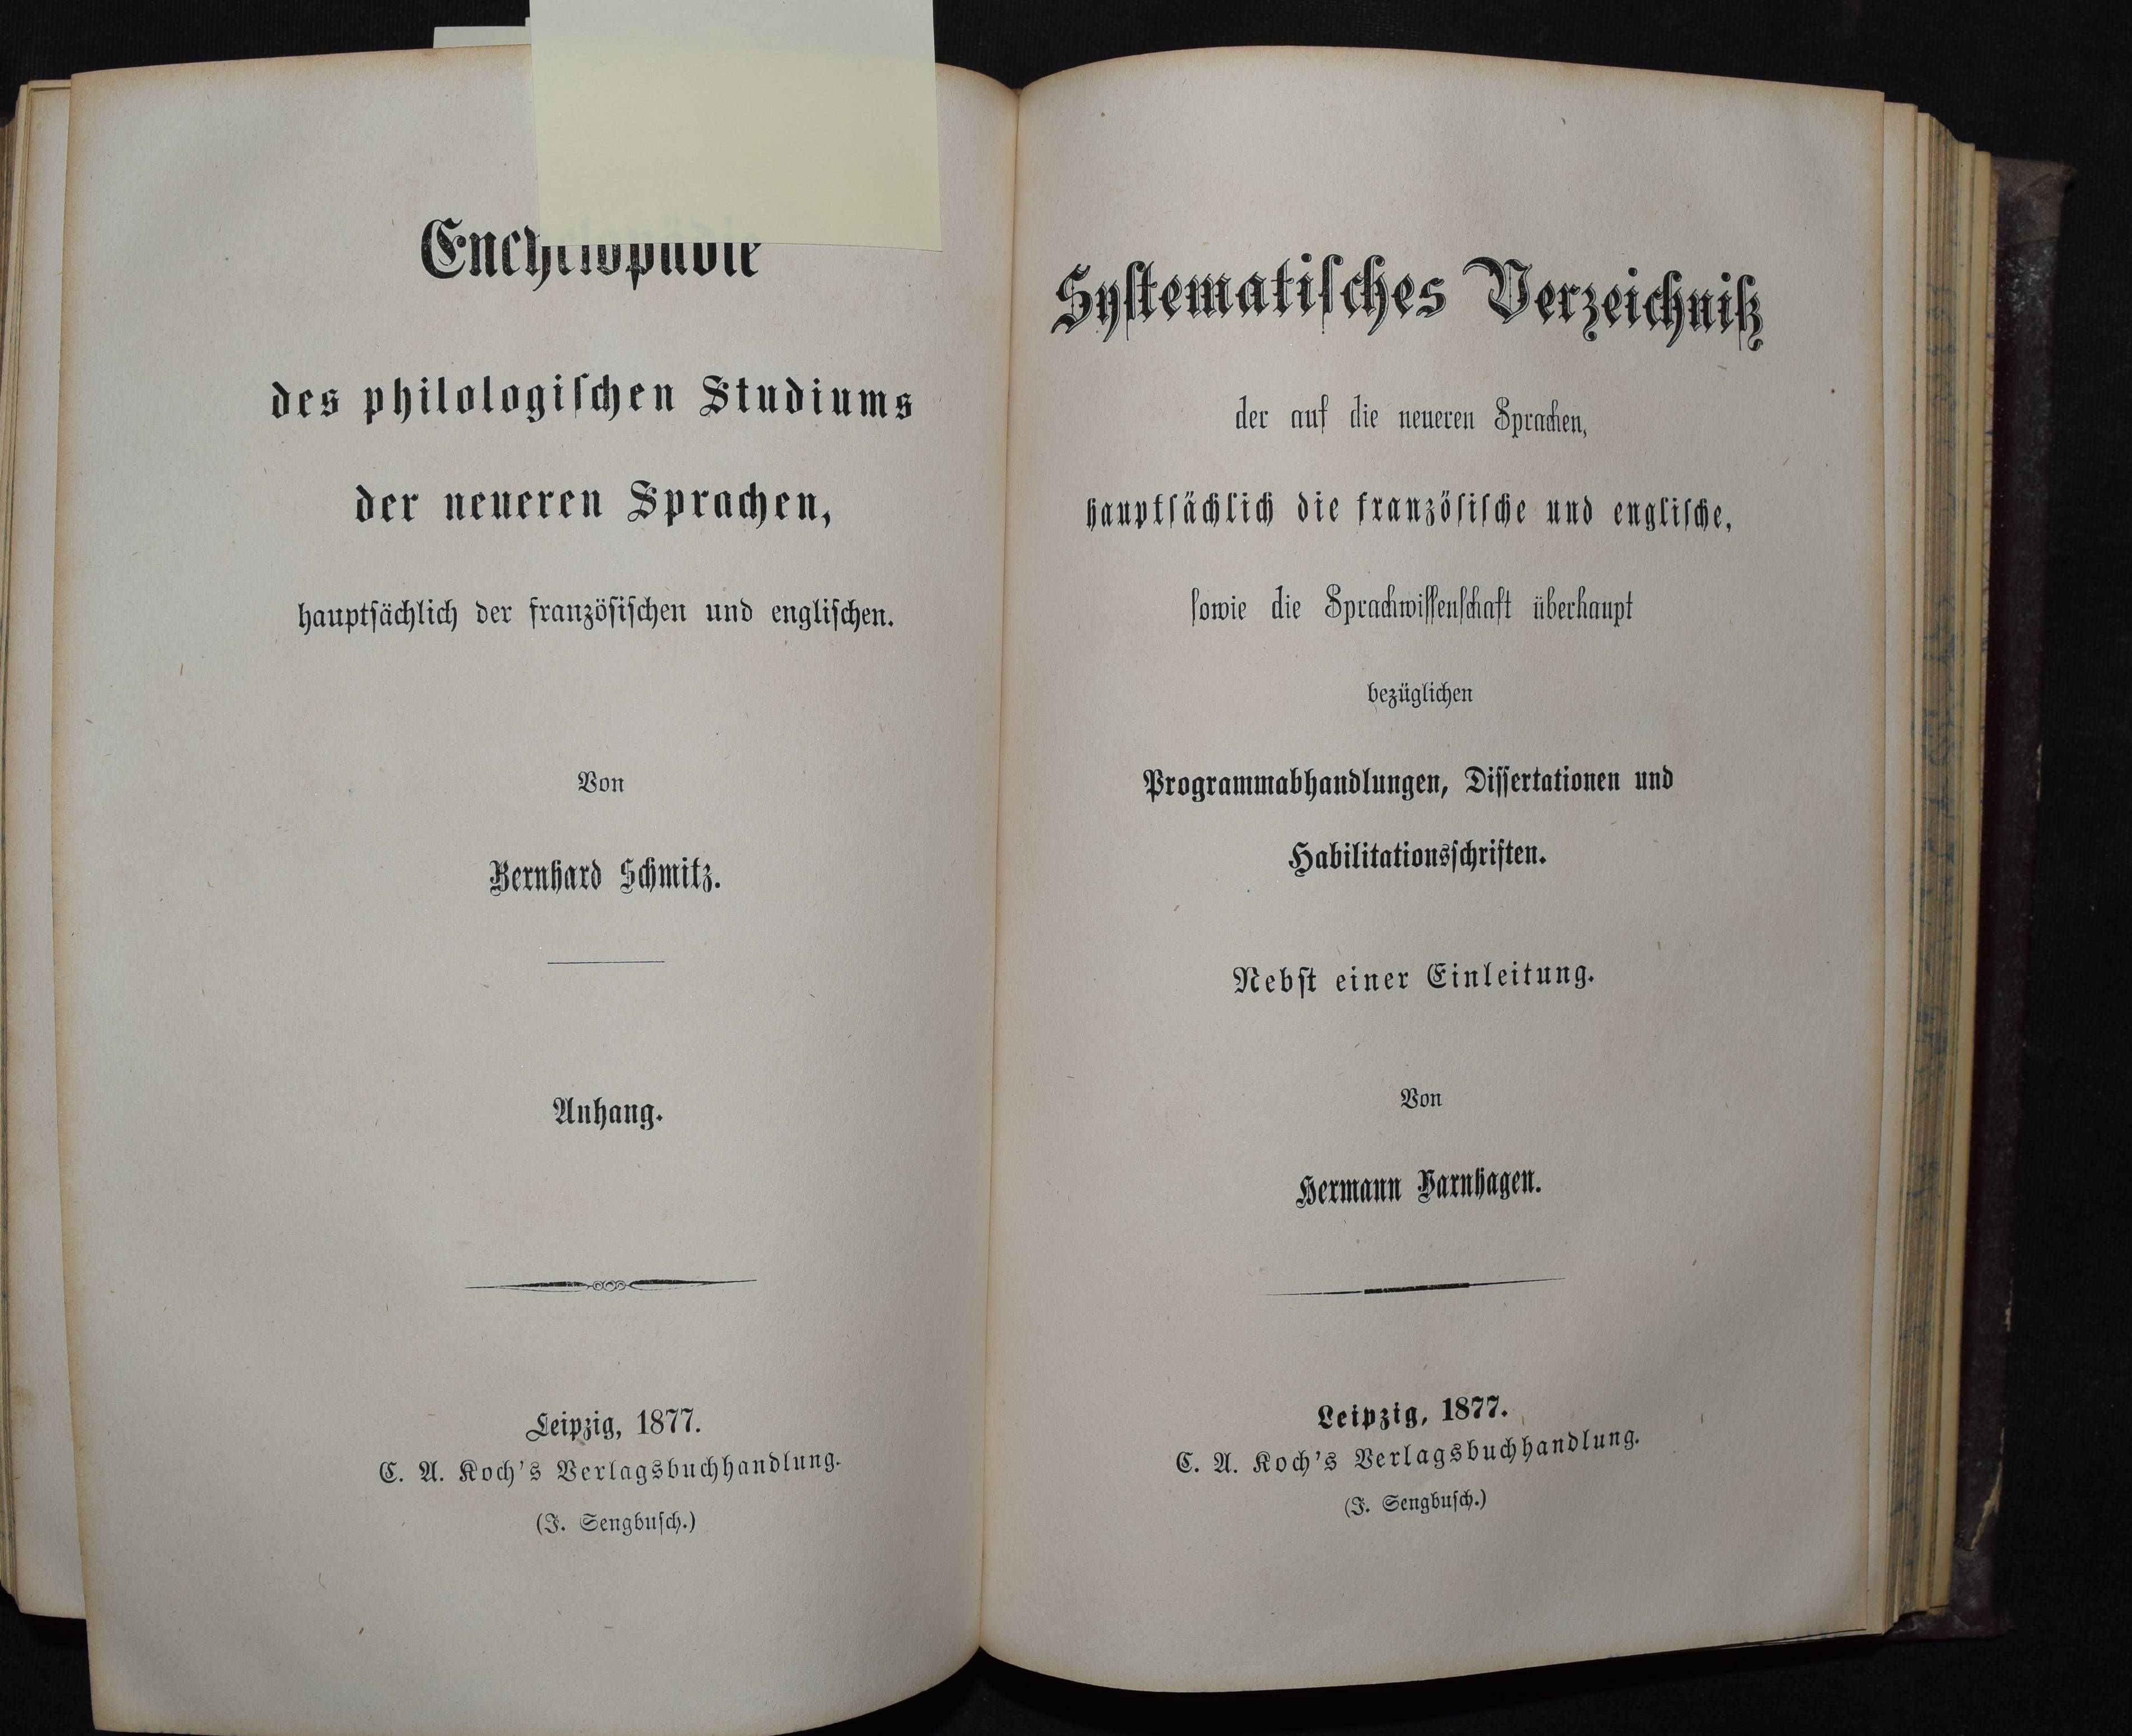 Encyklopädie
des philologischen Studiums
der neueren Sprachen,
hauptsächlich der französischen und englischen.
Von
Bernhard Schmitz.
Anhang.
Leipzig, 1877.
C. A. Koch's Verlagsbuchhandlung.
(J. Sengbusch.)
Systematisches Verzeichniß
der auf die neueren Sprachen,
hauptsächlich die französische und englische,
sowie die Sprachwissenschaft überhaupt
bezüglichen
Programmabhandlungen, Dissertationen und
Habilitationsschriften.
Nebst einer Einleitung.
Von
Hermann Varnhagen.
Leipzig, 1877.
C. A. Koch's Verlagsbuchhandlung.
(J. Sengbusch.)